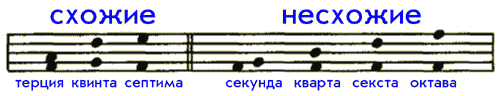 схожие несхожие
терция квинта септима секунда кварта секста октава